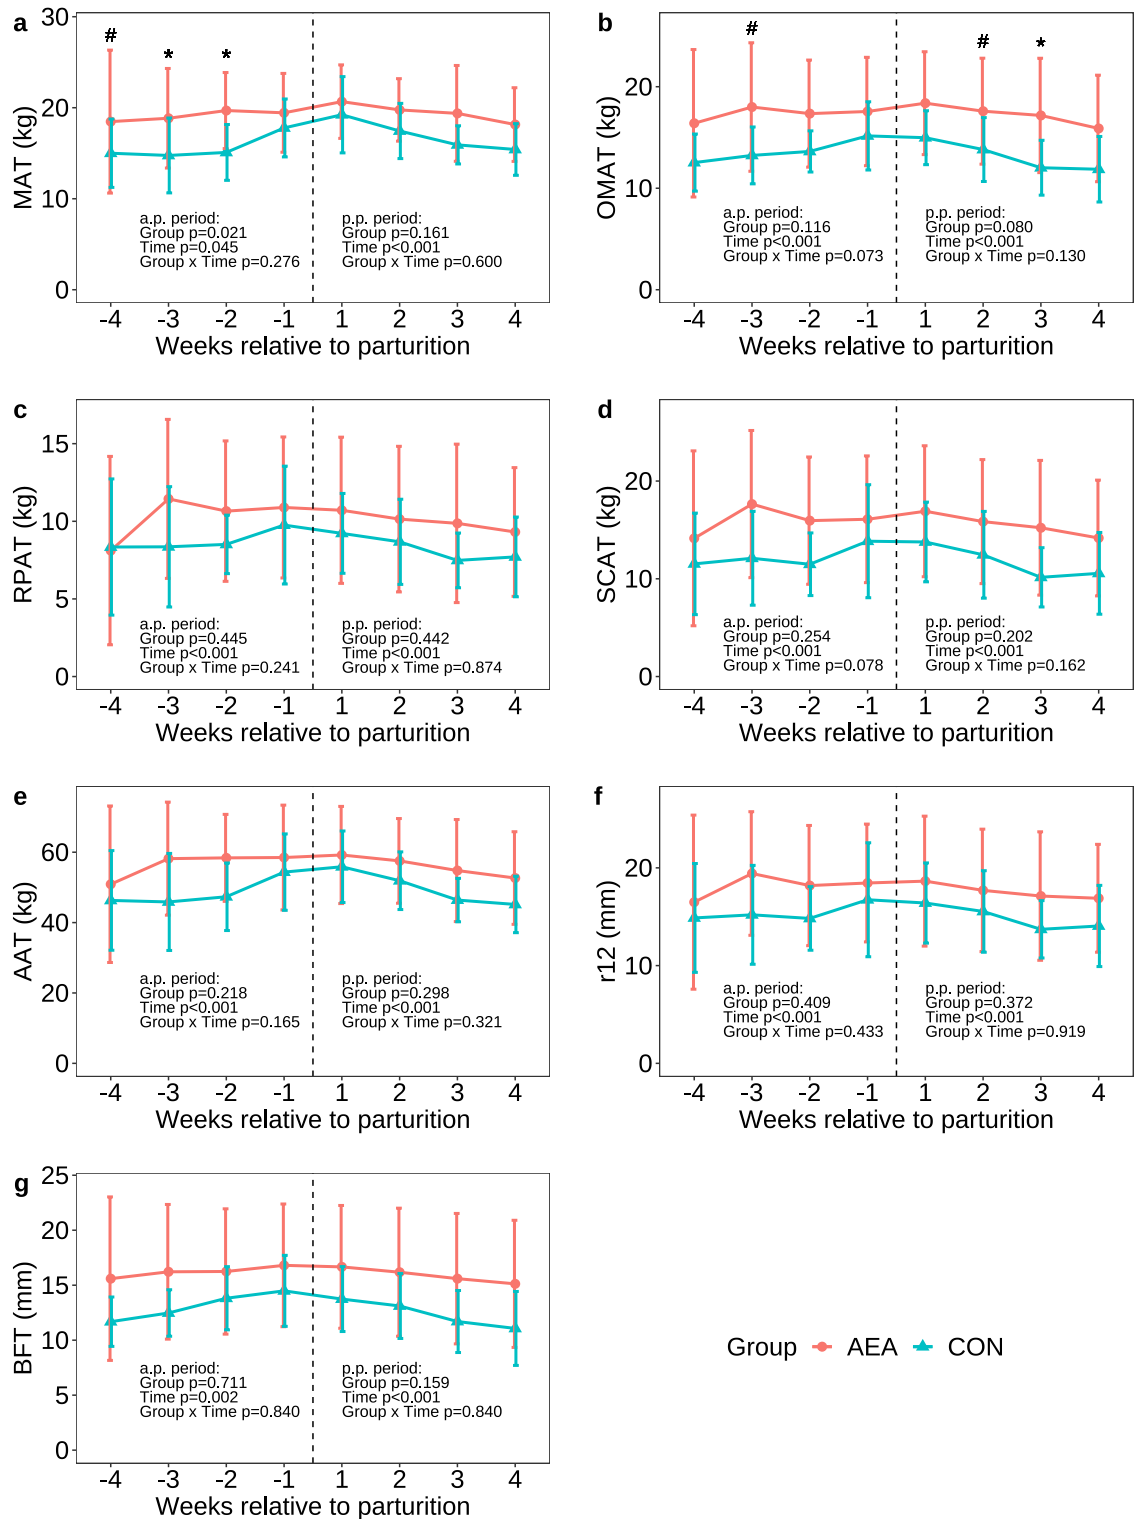 a
MAT (kg)
30
20
10
0
#
*
*
a.p. period:
Group p=0.021
Time p=0.045
Group x Time p=0.276
p.p. period:
Group p=0.161
Time p<0.001
Group x Time p=0.600
-4 -3 -2 -1 1 2 3 4
Weeks relative to parturition
b
OMAT (kg)
20
10
0
#
#
*
a.p. period:
Group p=0.116
Time p<0.001
Group x Time p=0.073
p.p. period:
Group p=0.080
Time p<0.001
Group x Time p=0.130
-4 -3 -2 -1 1 2 3 4
Weeks relative to parturition
c
RPAT (kg)
15
10
5
0
a.p. period:
Group p=0.445
Time p<0.001
Group x Time p=0.241
p.p. period:
Group p=0.442
Time p<0.001
Group x Time p=0.874
-4 -3 -2 -1 1 2 3 4
Weeks relative to parturition
d
SCAT (kg)
20
10
0
a.p. period:
Group p=0.254
Time p<0.001
Group x Time p=0.078
p.p. period:
Group p=0.202
Time p<0.001
Group x Time p=0.162
-4 -3 -2 -1 1 2 3 4
Weeks relative to parturition
e
AAT (kg)
60
40
20
0
a.p. period:
Group p=0.218
Time p<0.001
Group x Time p=0.165
p.p. period:
Group p=0.298
Time p<0.001
Group x Time p=0.321
-4 -3 -2 -1 1 2 3 4
Weeks relative to parturition
f
r12 (mm)
20
10
0
a.p. period:
Group p=0.409
Time p<0.001
Group x Time p=0.433
p.p. period:
Group p=0.372
Time p<0.001
Group x Time p=0.919
-4 -3 -2 -1 1 2 3 4
Weeks relative to parturition
g
BFT (mm)
25
20
15
10
5
0
a.p. period:
Group p=0.711
Time p=0.002
Group x Time p=0.840
p.p. period:
Group p=0.159
Time p<0.001
Group x Time p=0.840
-4 -3 -2 -1 1 2 3 4
Weeks relative to parturition
Group AEA CON